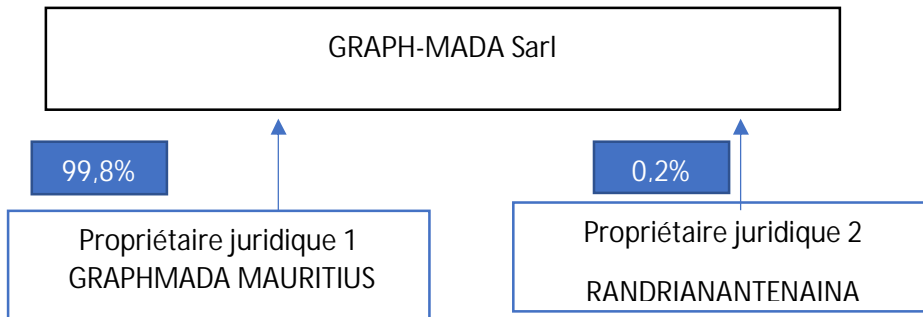 GRAPH-MADA Sarl
99,8%
0,2%
Propriétaire juridique 1
GRAPHMADA MAURITIUS
Propriétaire juridique 2
RANDRIANANTENAINA